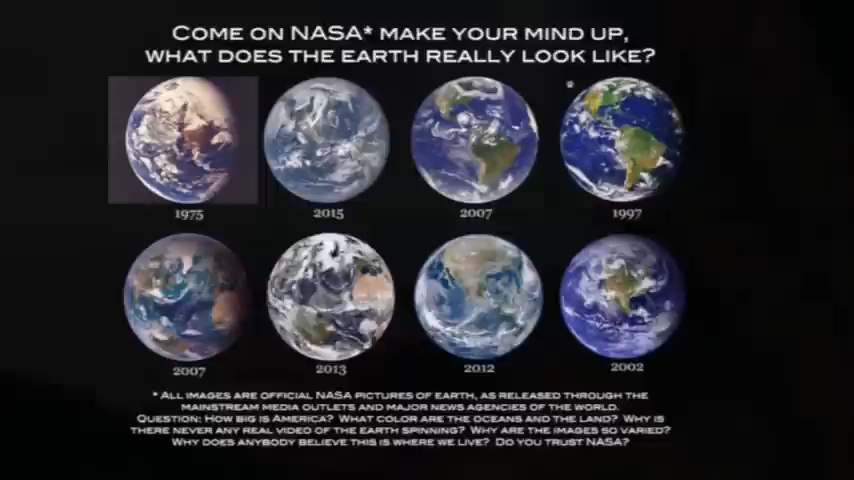 COME ON NASA* MAKE YOUR MIND UP,
WHAT DOES THE EARTH REALLY LOOK LIKE?
1975 2015 2007 1997
2007 2013 2012 2002
* ALL IMAGES ARE OFFICIAL NASA PICTURES OF EARTH, AS RELEASED THROUGH THE
MAINSTREAM MEDIA OUTLETS AND MAJOR NEWS AGENCIES OF THE WORLD.
QUESTION: HOW BIG IS AMERICA? WHAT COLOR ARE THE OCEANS AND THE LAND? WHY IS
THERE NEVER ANY REAL VIDEO OF THE EARTH SPINNING? WHY ARE THE IMAGES SO VARIED?
WHY DOES ANYBODY BELIEVE THIS IS WHERE WE LIVE? DO YOU TRUST NASA?